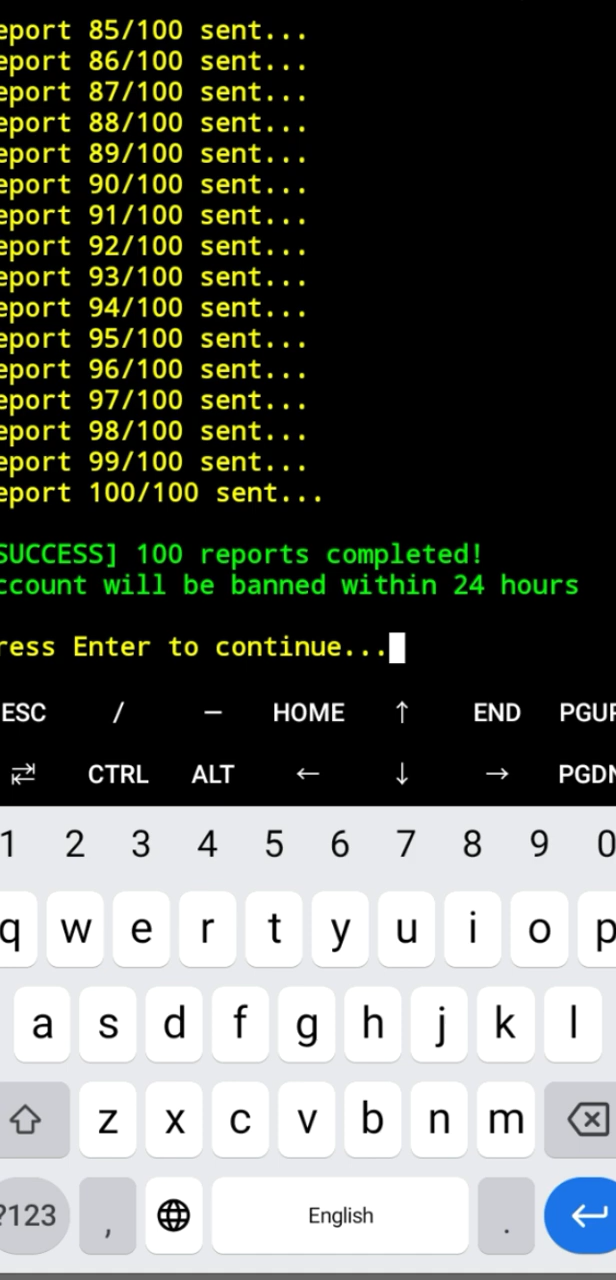 eport 85/100 sent...
eport 86/100 sent...
eport 87/100 sent...
eport 88/100 sent...
eport 89/100 sent...
eport 90/100 sent...
eport 91/100 sent...
eport 92/100 sent...
eport 93/100 sent...
eport 94/100 sent...
eport 95/100 sent...
eport 96/100 sent...
eport 97/100 sent...
eport 98/100 sent...
eport 99/100 sent...
eport 100/100 sent...
SUCCESS] 100 reports completed!
ccount will be banned within 24 hours
ress Enter to continue...
ESC / — HOME ↑ END PGUP
⇄ CTRL ALT ← ↓ → PGDN
1 2 3 4 5 6 7 8 9 0
q w e r t y u i o p
a s d f g h j k l
z x c v b n m
?123 , English .